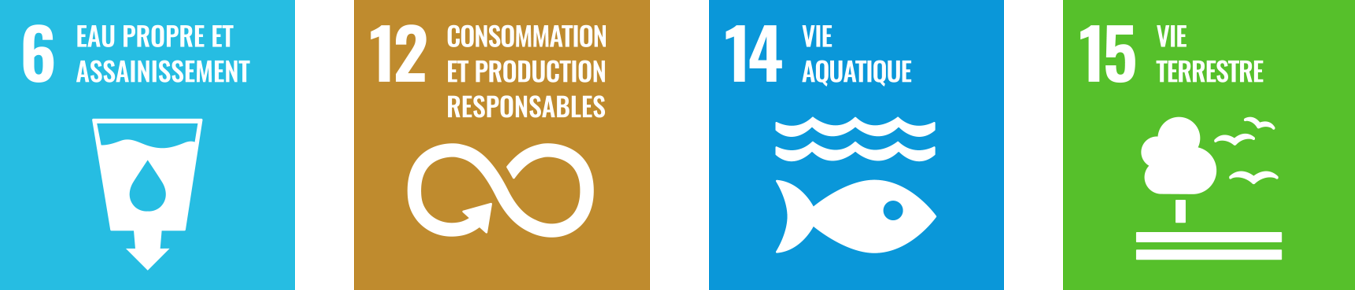 6
EAU PROPRE ET
ASSAINISSEMENT
12
CONSOMMATION
ET PRODUCTION
RESPONSABLES
14
VIE
AQUATIQUE
15
VIE
TERRESTRE